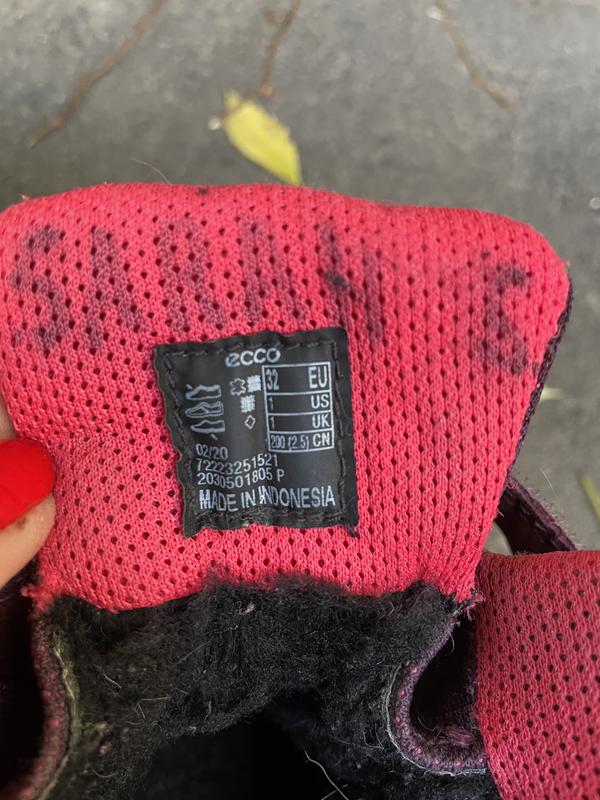 ecco
32 EU
1 US
1 UK
200 (2.5) CN
02/20
72223251521
2030501805 P
MADE IN INDONESIA